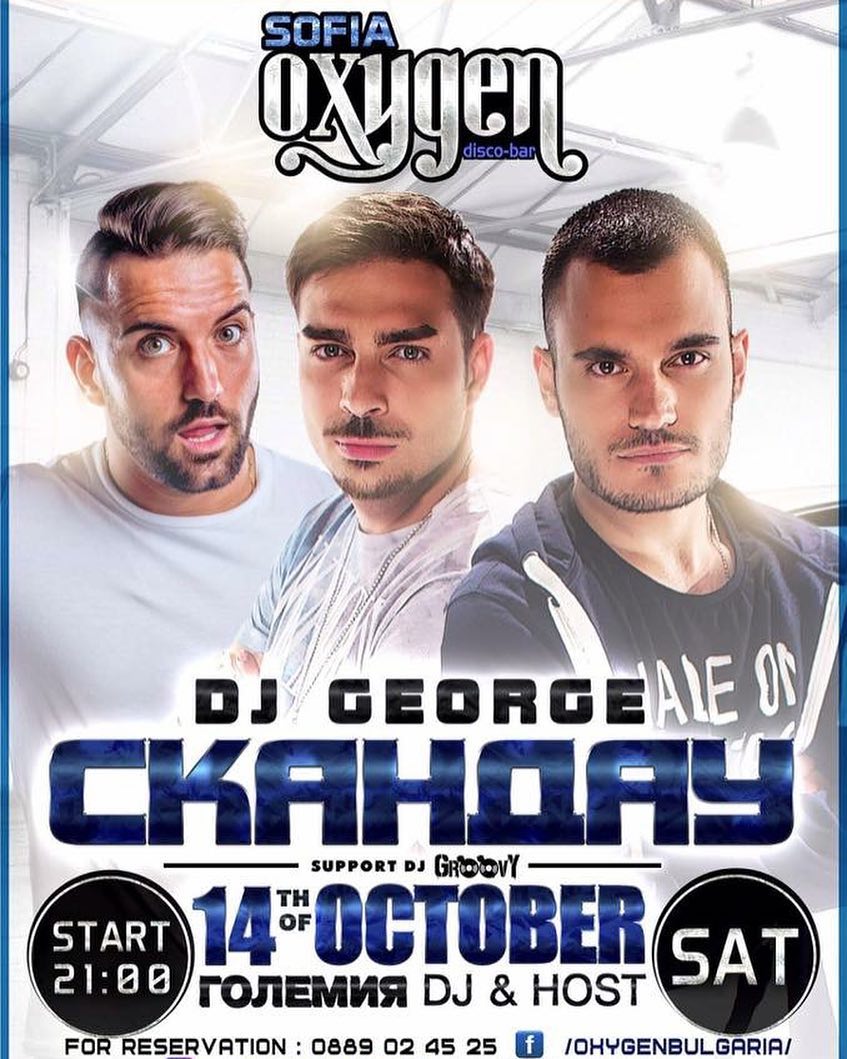 SOFIA
oxygen
disco-bar
DJ GEORGE
СКАНДАУ
SUPPORT DJ GROOVY
14TH OF OCTOBER
START
21:00
SAT
ГОЛЕМИЯ DJ & HOST
FOR RESERVATION : 0889 02 45 25 f /OXYGENBULGARIA/